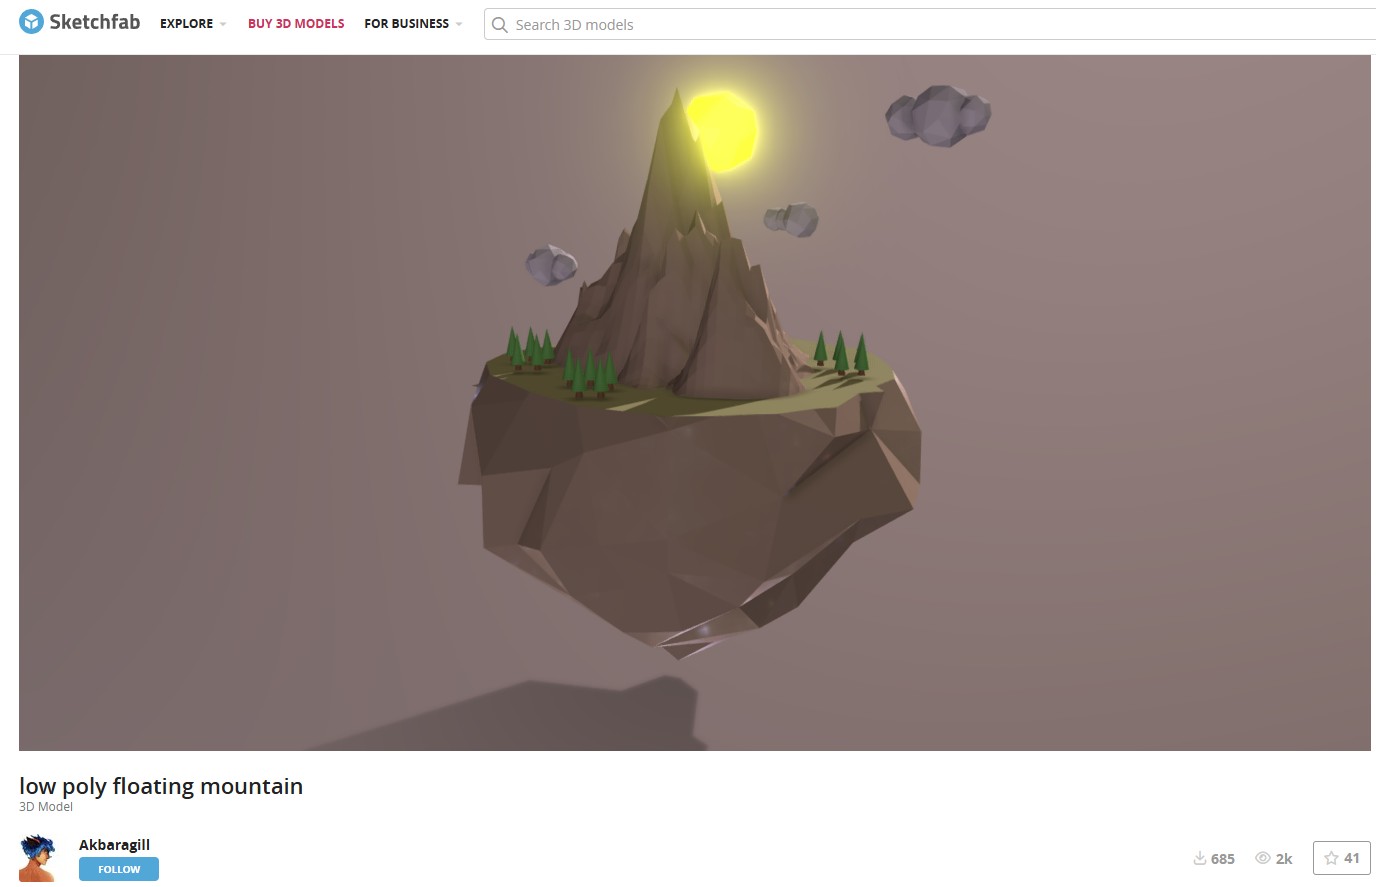 Sketchfab EXPLORE BUY 3D MODELS FOR BUSINESS Search 3D models
low poly floating mountain
3D Model
Akbaragill
FOLLOW
685 2k 41